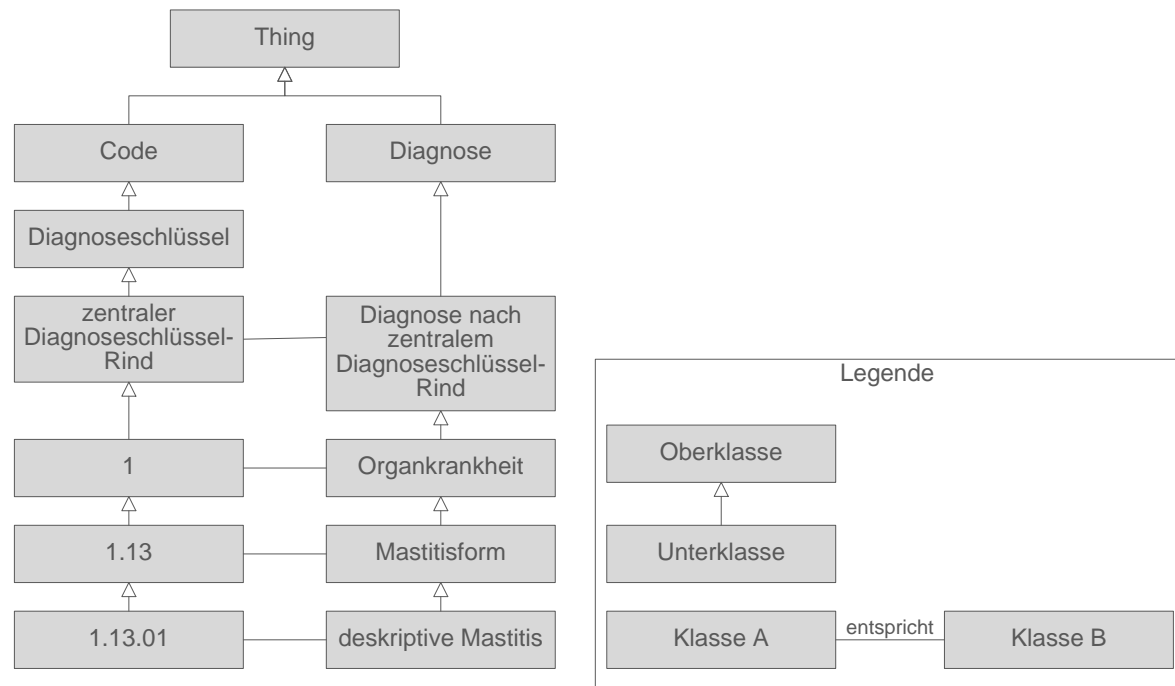 Thing
Code
Diagnose
Diagnoseschlüssel
zentraler
Diagnoseschlüssel-
Rind
Diagnose nach
zentralem
Diagnoseschlüssel-
Rind
1
Organkrankheit
1.13
Mastitisform
1.13.01
deskriptive Mastitis
Legende
Oberklasse
Unterklasse
Klasse A
entspricht
Klasse B